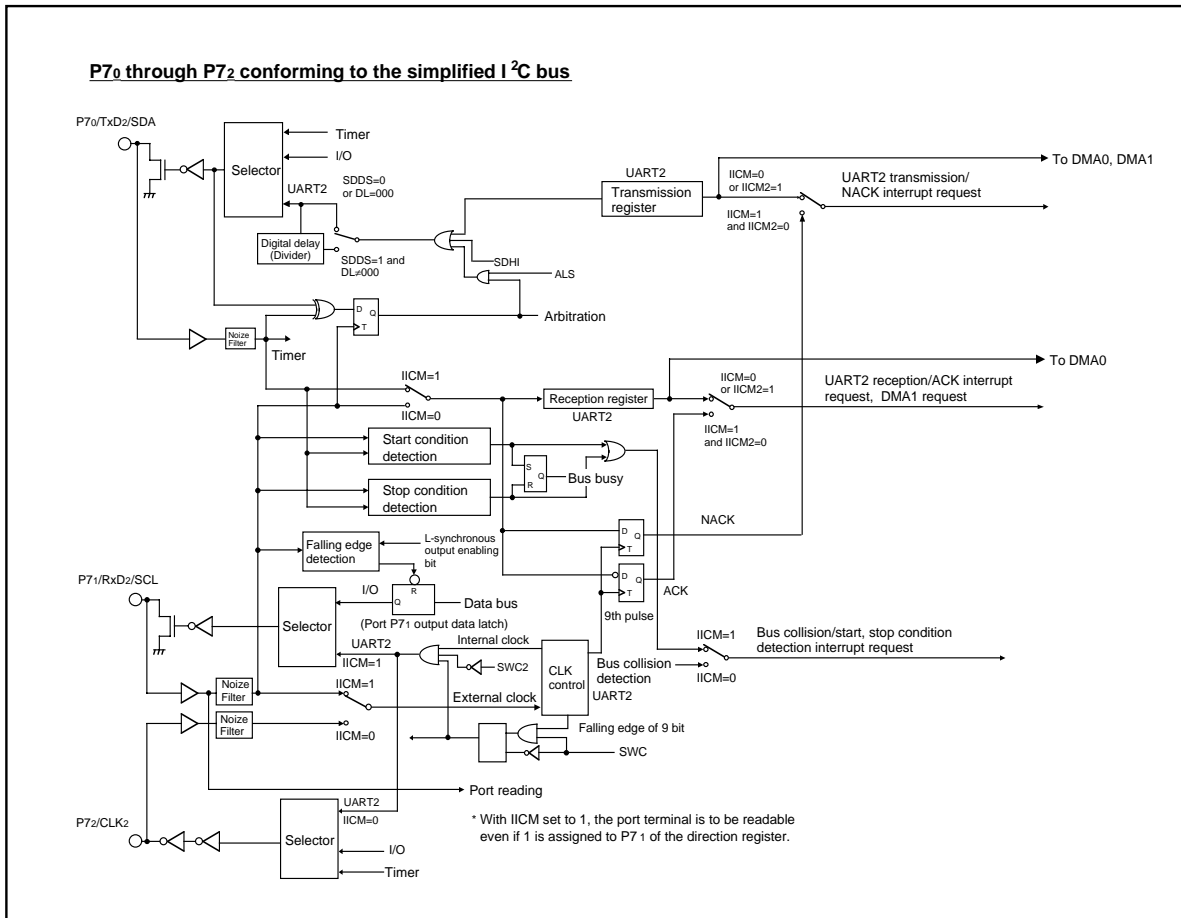 P70 through P72 conforming to the simplified I 2C bus
P70/TxD2/SDA
Selector
Timer
I/O
UART2
SDDS=0
or DL=000
Digital delay
(Divider)
SDDS=1 and
DL≠000
SDHI
ALS
UART2
Transmission
register
IICM=0
or IICM2=1
IICM=1
and IICM2=0
To DMA0, DMA1
UART2 transmission/
NACK interrupt
request
D
Q
T
Arbitration
Noize
Filter
Timer
IICM=1
IICM=0
Reception register
UART2
IICM=0
or IICM2=1
IICM=1
and IICM2=0
To DMA0
UART2 reception/ACK interrupt
request, DMA1 request
Start condition
detection
S
R
Q
Bus busy
Stop condition
detection
NACK
D
Q
T
Falling edge
detection
L-synchronous
output enabling
bit
D
Q
T
ACK
9th pulse
P71/RxD2/SCL
Selector
I/O
R
Q
Data bus
(Port P71 output data latch)
UART2
IICM=1
Internal clock
SWC2
CLK
control
UART2
Bus collision
detection
IICM=1
IICM=0
Bus collision/start, stop condition
detection interrupt request
External clock
Noize
Filter
IICM=1
IICM=0
Noize
Filter
Falling edge of 9 bit
SWC
Port reading
P72/CLK2
Selector
UART2
IICM=0
I/O
Timer
* With IICM set to 1, the port terminal is to be readable
even if 1 is assigned to P71 of the direction register.